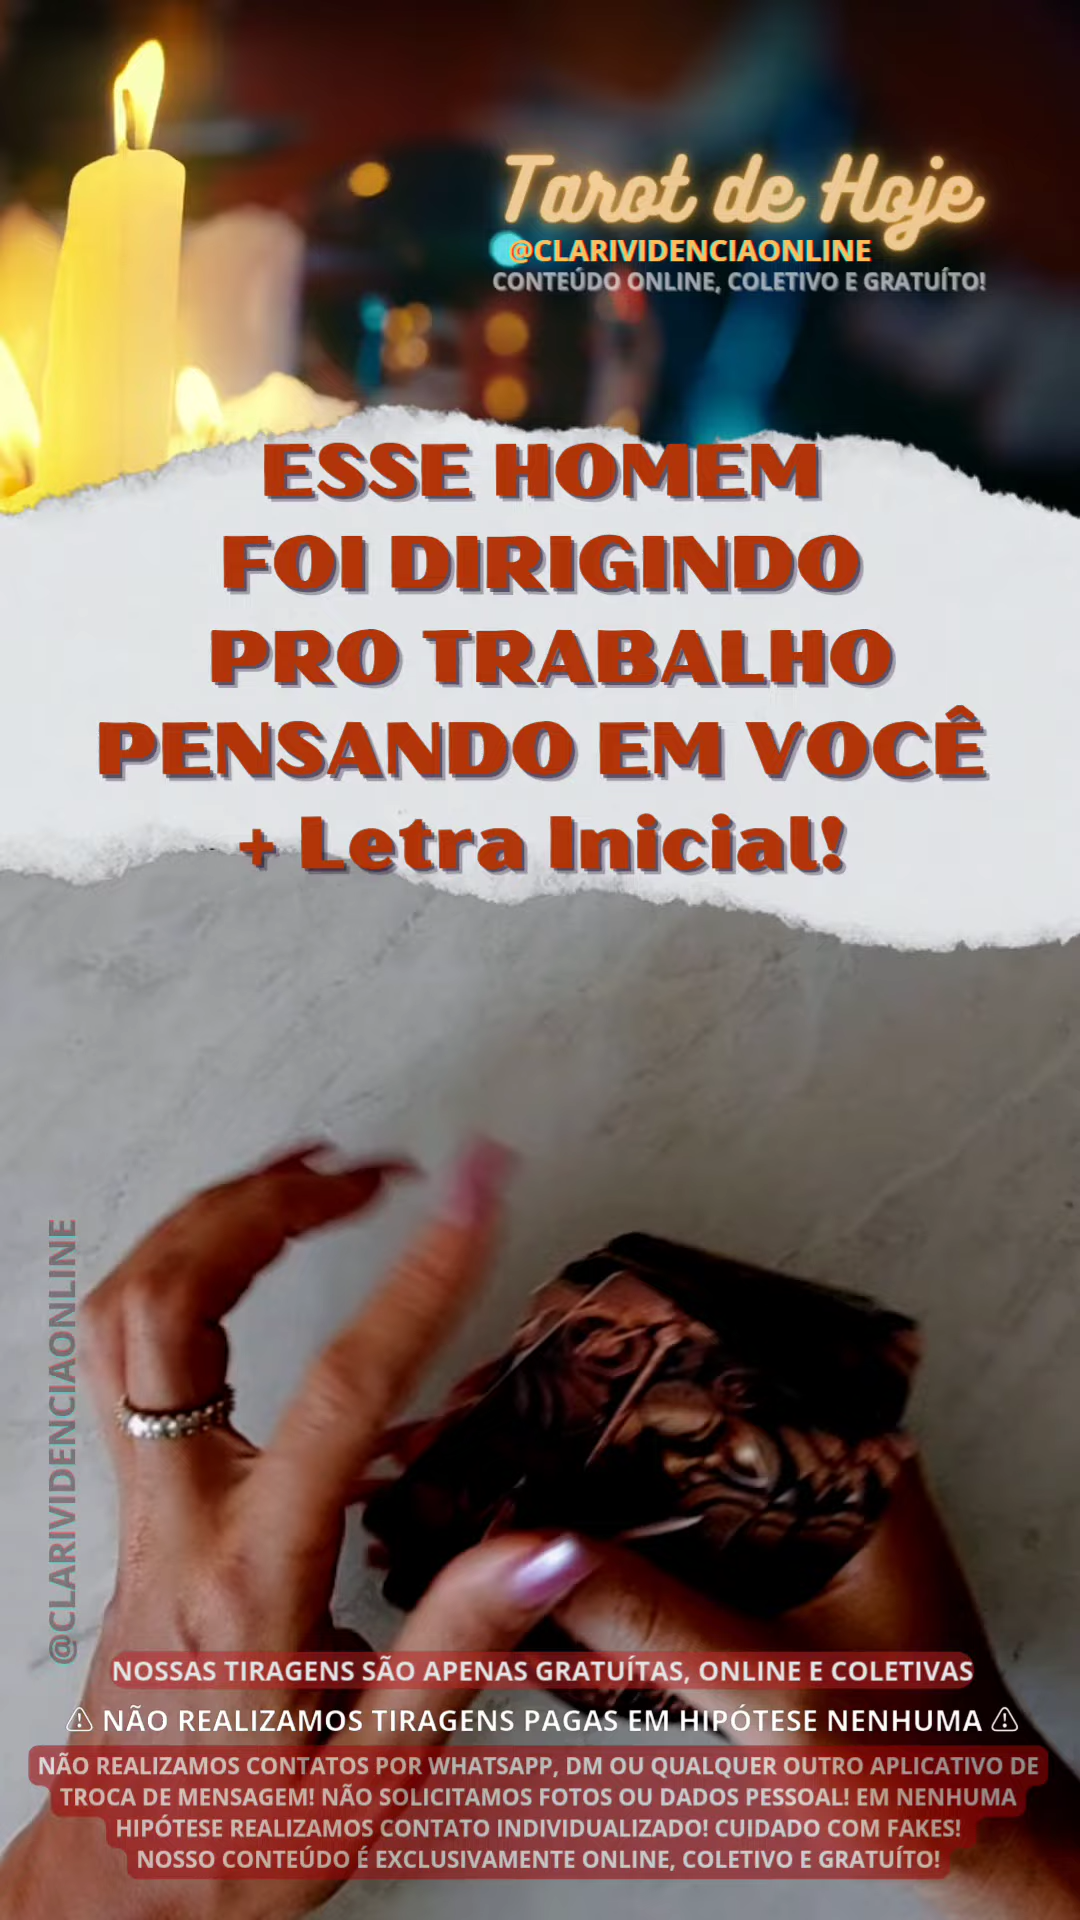 Tarot de Hoje
@CLARIVIDENCIAONLINE
CONTEÚDO ONLINE, COLETIVO E GRATUÍTO!
ESSE HOMEM
FOI DIRIGINDO
PRO TRABALHO
PENSANDO EM VOCÊ
+ Letra Inicial!
@CLARIVIDENCIAONLINE
NOSSAS TIRAGENS SÃO APENAS GRATUÍTAS, ONLINE E COLETIVAS
⚠ NÃO REALIZAMOS TIRAGENS PAGAS EM HIPÓTESE NENHUMA ⚠
NÃO REALIZAMOS CONTATOS POR WHATSAPP, DM OU QUALQUER OUTRO APLICATIVO DE
TROCA DE MENSAGEM! NÃO SOLICITAMOS FOTOS OU DADOS PESSOAL! EM NENHUMA
HIPÓTESE REALIZAMOS CONTATO INDIVIDUALIZADO! CUIDADO COM FAKES!
NOSSO CONTEÚDO É EXCLUSIVAMENTE ONLINE, COLETIVO E GRATUÍTO!